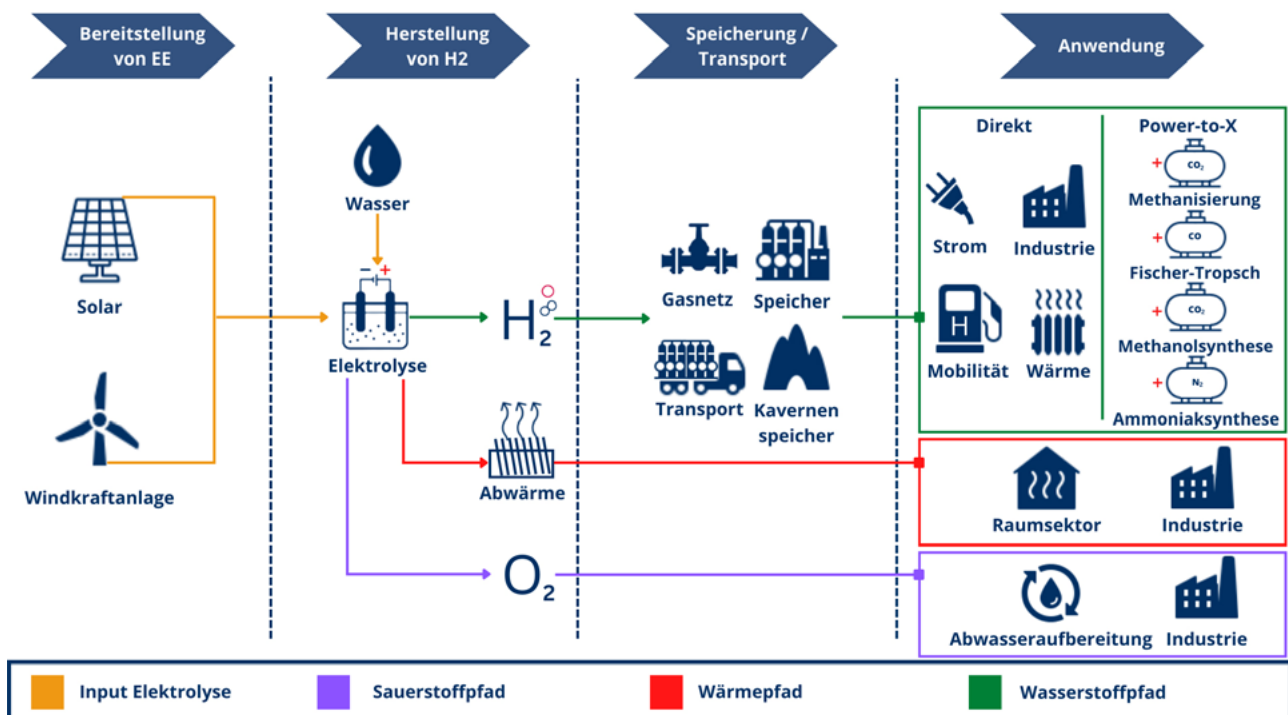 Bereitstellung
von EE
Herstellung
von H2
Speicherung /
Transport
Anwendung
Solar
Windkraftanlage
Wasser
− +
Elektrolyse
H2
Abwärme
O2
Gasnetz
Speicher
Transport
Kavernen
speicher
Direkt
Strom
Industrie
H
Mobilität
Wärme
Power-to-X
+ CO2
Methanisierung
+ CO
Fischer-Tropsch
+ CO2
Methanolsynthese
+ N2
Ammoniaksynthese
Raumsektor
Industrie
Abwasseraufbereitung
Industrie
Input Elektrolyse
Sauerstoffpfad
Wärmepfad
Wasserstoffpfad